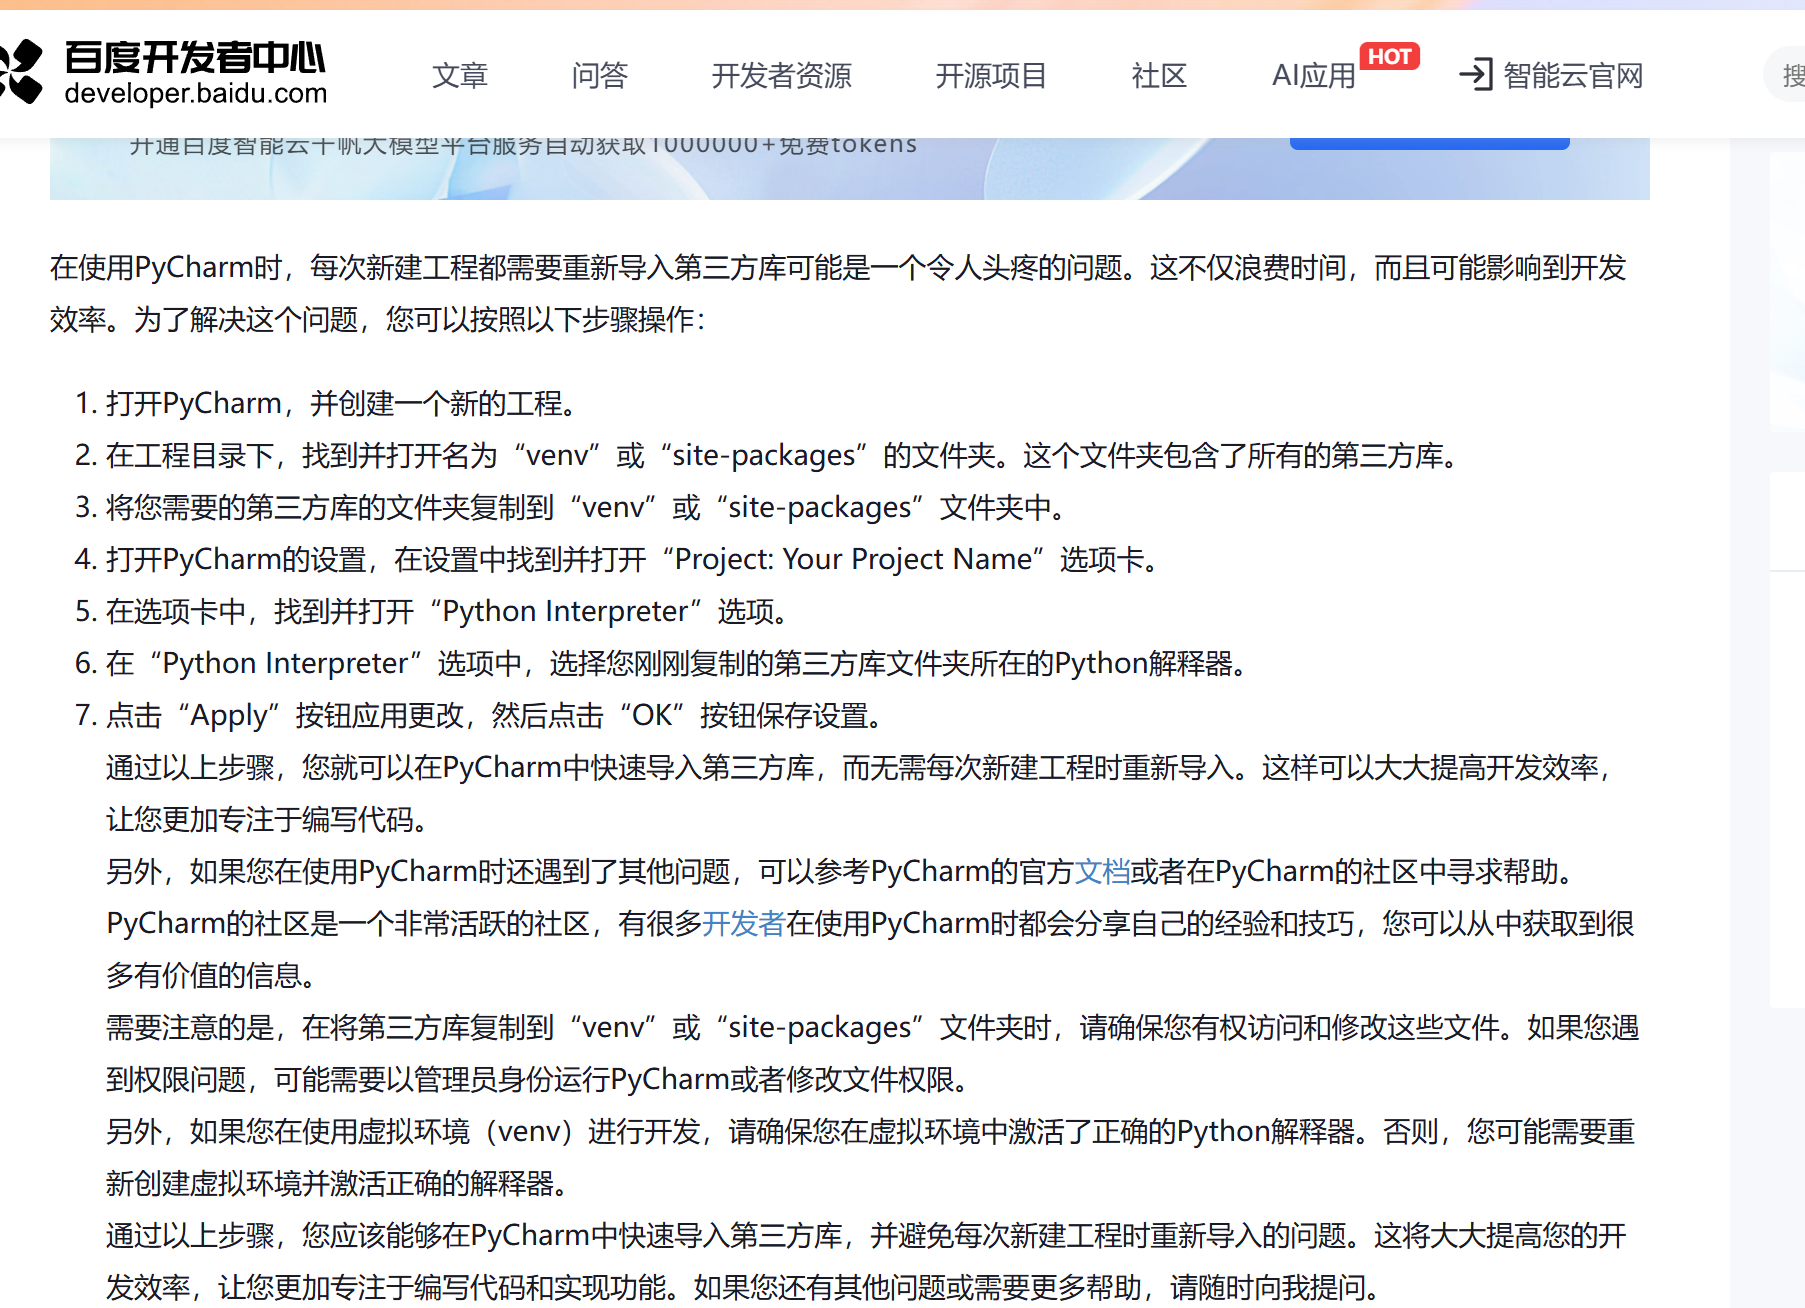 百度开发者中心
developer.baidu.com
文章
问答
开发者资源
开源项目
社区
AI应用
HOT
智能云官网
搜
开通百度智能云千帆大模型平台服务自动获取1000000+免费tokens
在使用PyCharm时，每次新建工程都需要重新导入第三方库可能是一个令人头疼的问题。这不仅浪费时间，而且可能影响到开发
效率。为了解决这个问题，您可以按照以下步骤操作：
1. 打开PyCharm，并创建一个新的工程。
2. 在工程目录下，找到并打开名为“venv”或“site-packages”的文件夹。这个文件夹包含了所有的第三方库。
3. 将您需要的第三方库的文件夹复制到“venv”或“site-packages”文件夹中。
4. 打开PyCharm的设置，在设置中找到并打开“Project: Your Project Name”选项卡。
5. 在选项卡中，找到并打开“Python Interpreter”选项。
6. 在“Python Interpreter”选项中，选择您刚刚复制的第三方库文件夹所在的Python解释器。
7. 点击“Apply”按钮应用更改，然后点击“OK”按钮保存设置。
通过以上步骤，您就可以在PyCharm中快速导入第三方库，而无需每次新建工程时重新导入。这样可以大大提高开发效率，
让您更加专注于编写代码。
另外，如果您在使用PyCharm时还遇到了其他问题，可以参考PyCharm的官方文档或者在PyCharm的社区中寻求帮助。
PyCharm的社区是一个非常活跃的社区，有很多开发者在使用PyCharm时都会分享自己的经验和技巧，您可以从中获取到很
多有价值的信息。
需要注意的是，在将第三方库复制到“venv”或“site-packages”文件夹时，请确保您有权访问和修改这些文件。如果您遇
到权限问题，可能需要以管理员身份运行PyCharm或者修改文件权限。
另外，如果您在使用虚拟环境（venv）进行开发，请确保您在虚拟环境中激活了正确的Python解释器。否则，您可能需要重
新创建虚拟环境并激活正确的解释器。
通过以上步骤，您应该能够在PyCharm中快速导入第三方库，并避免每次新建工程时重新导入的问题。这将大大提高您的开
发效率，让您更加专注于编写代码和实现功能。如果您还有其他问题或需要更多帮助，请随时向我提问。